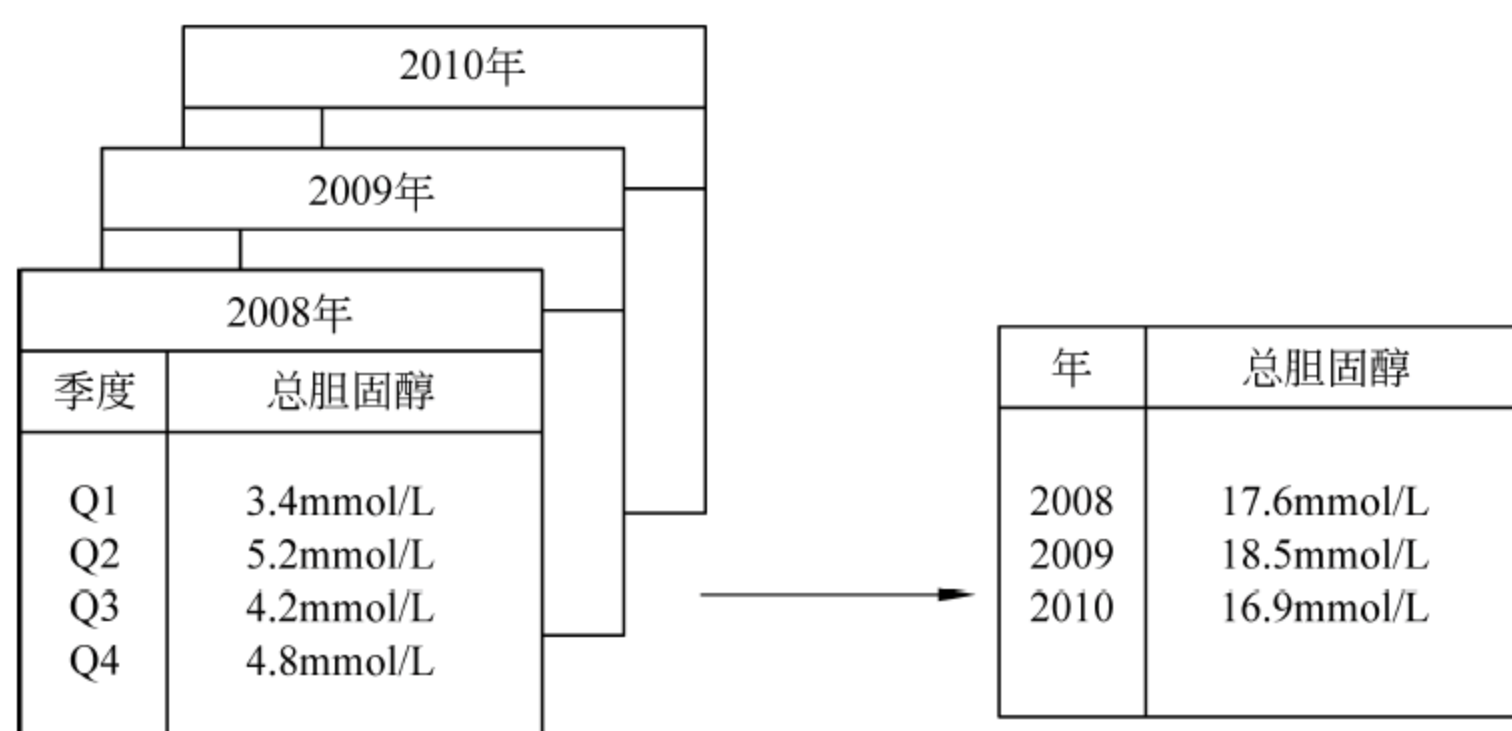 2010年
2009年
2008年
季度 总胆固醇
Q1 3.4mmol/L
Q2 5.2mmol/L
Q3 4.2mmol/L
Q4 4.8mmol/L
年 总胆固醇
2008 17.6mmol/L
2009 18.5mmol/L
2010 16.9mmol/L